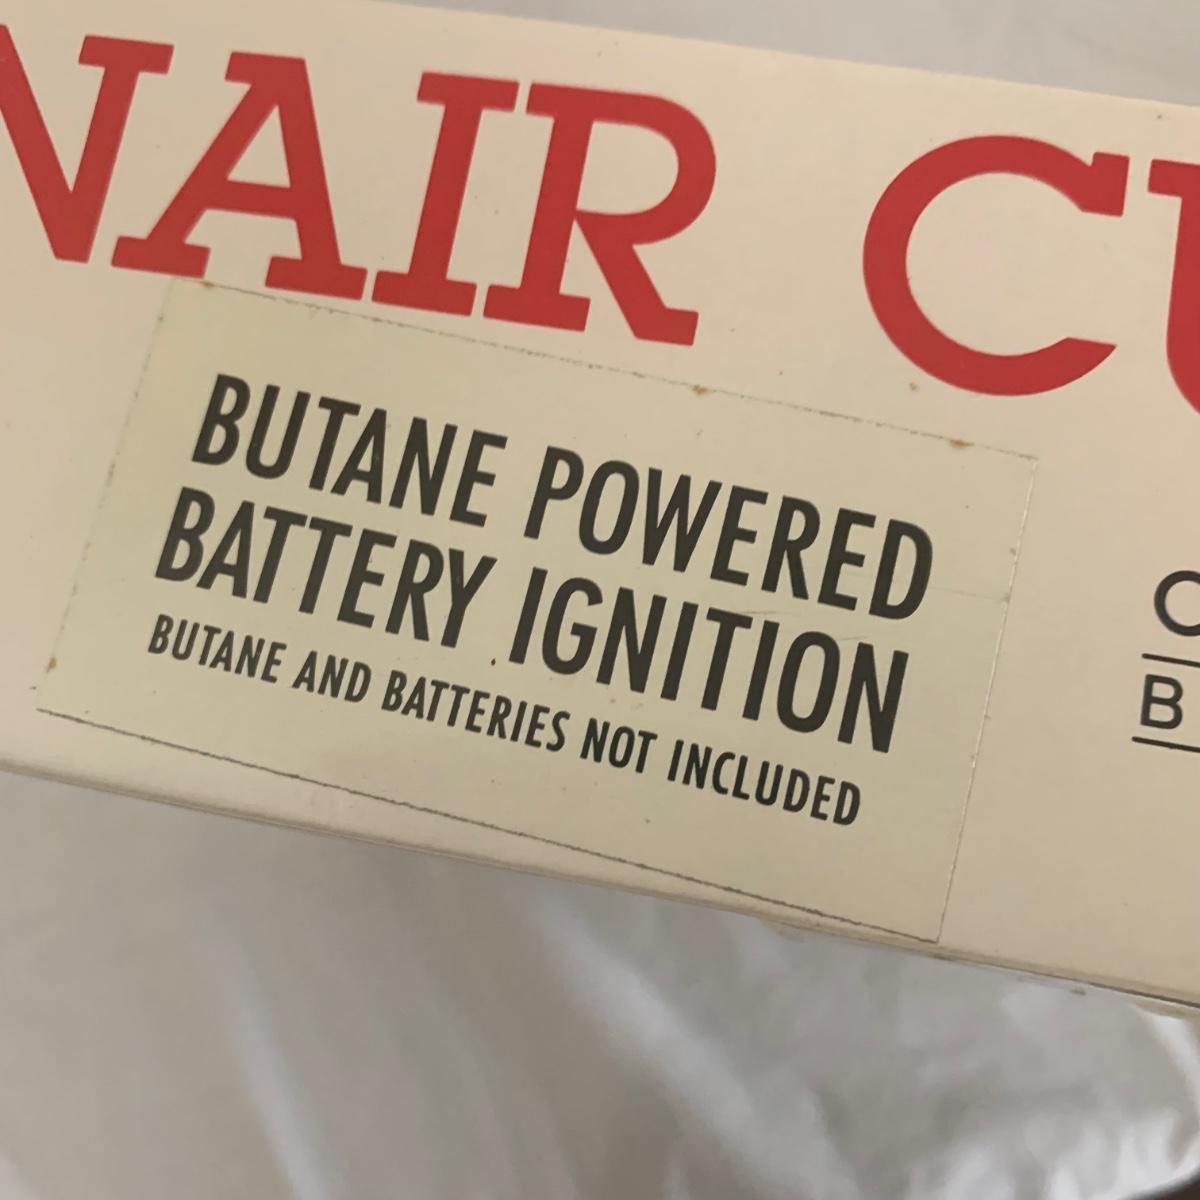 NAIR CU
BUTANE POWERED
BATTERY IGNITION
BUTANE AND BATTERIES NOT INCLUDED
B